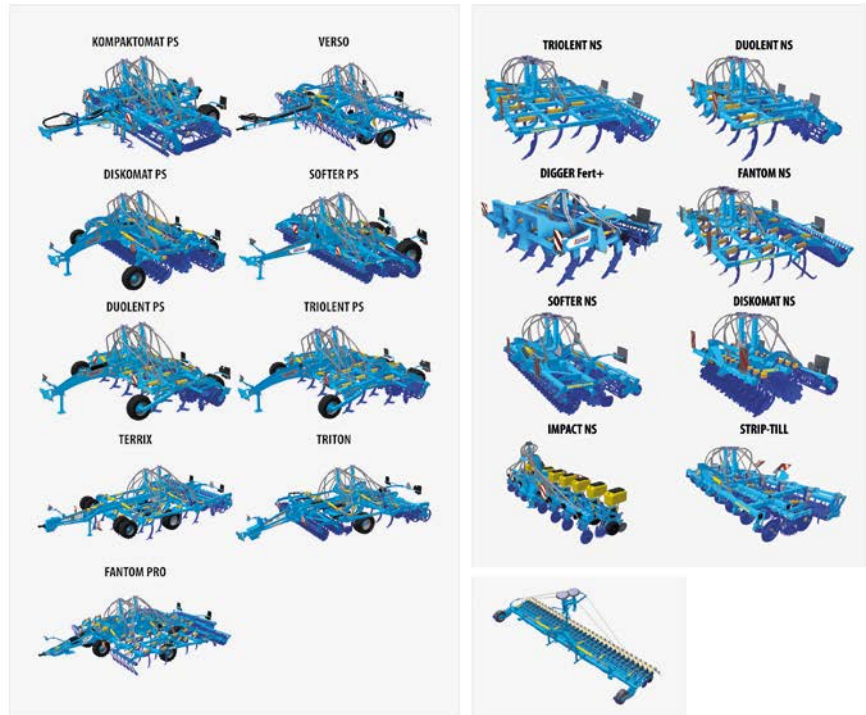 KOMPAKTOMAT PS
VERSO
DISKOMAT PS
SOFTER PS
DUOLENT PS
TRIOLENT PS
TERRIX
TRITON
FANTOM PRO
TRIOLENT NS
DUOLENT NS
DIGGER Fert+
FANTOM NS
SOFTER NS
DISKOMAT NS
IMPACT NS
STRIP-TILL